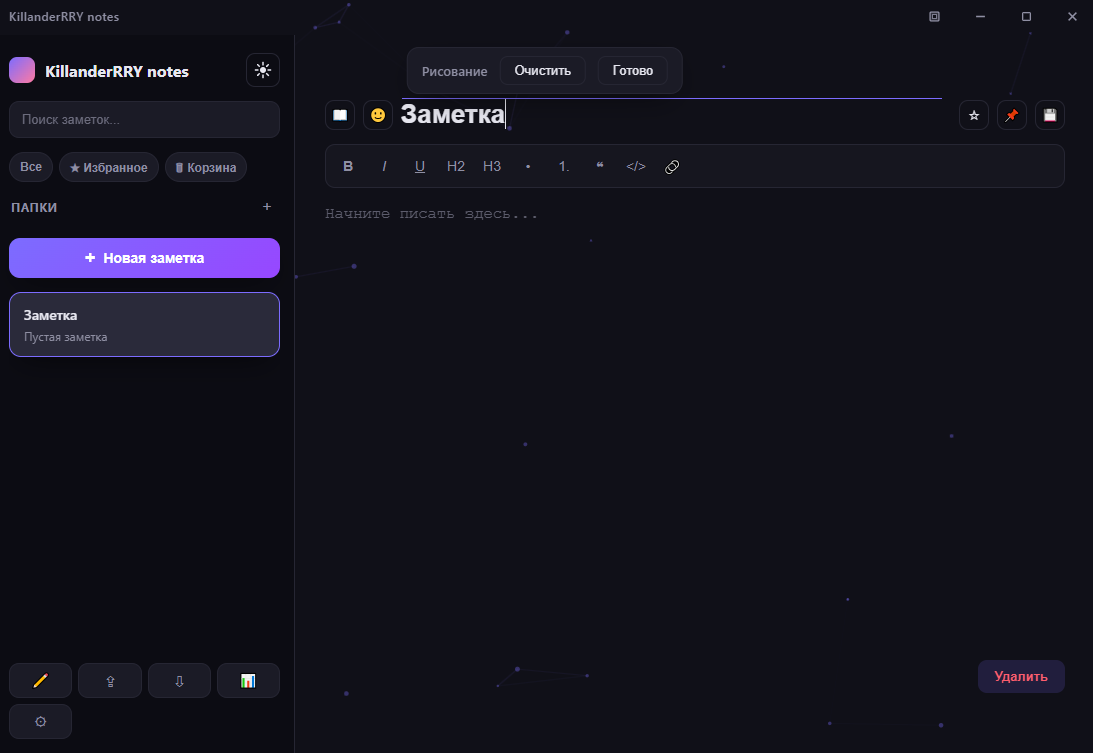 KillanderRRY notes
KillanderRRY notes
Рисование Очистить Готово
Заметка
Поиск заметок...
Все ★ Избранное Корзина
B I U H2 H3 • 1. ❝ </>
ПАПКИ +
Начните писать здесь...
+ Новая заметка
Заметка
Пустая заметка
Удалить